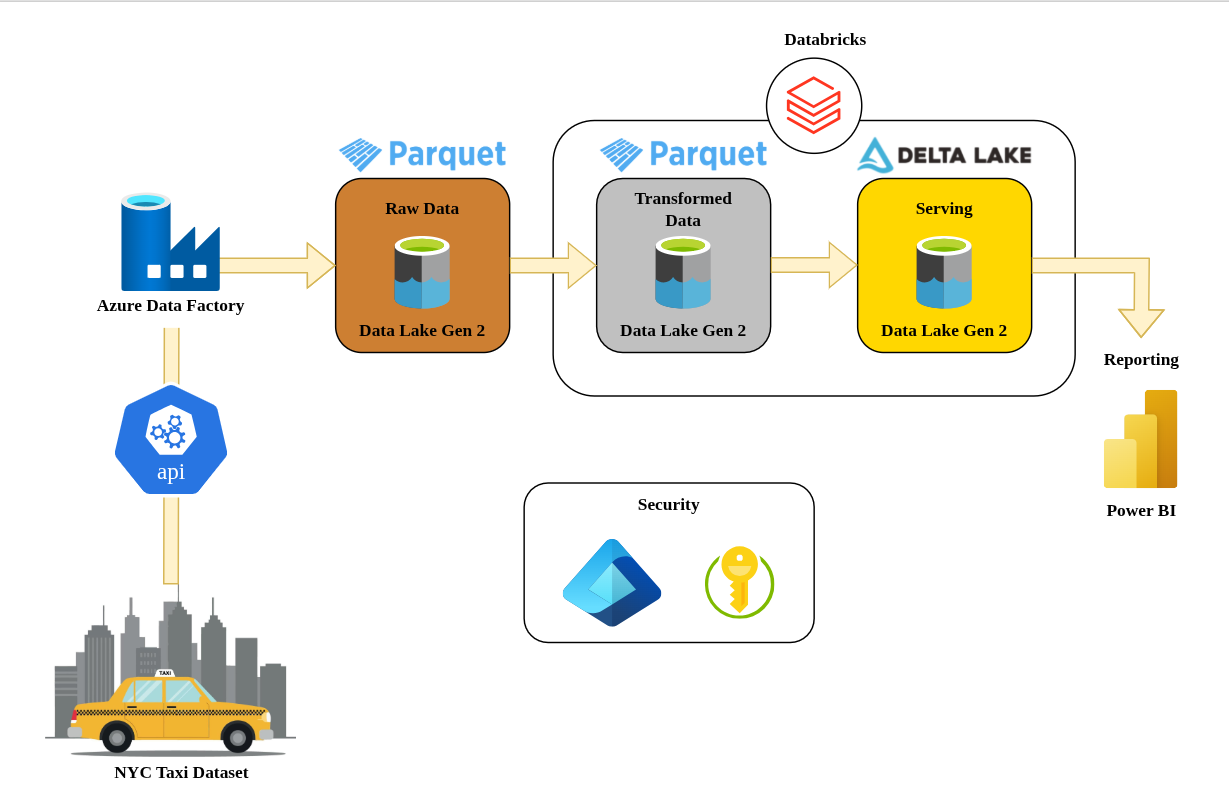 Databricks
Parquet
Parquet
DELTA LAKE
Raw Data
Transformed
Data
Serving
Data Lake Gen 2
Data Lake Gen 2
Data Lake Gen 2
Azure Data Factory
Reporting
api
Power BI
Security
TAXI
NYC Taxi Dataset